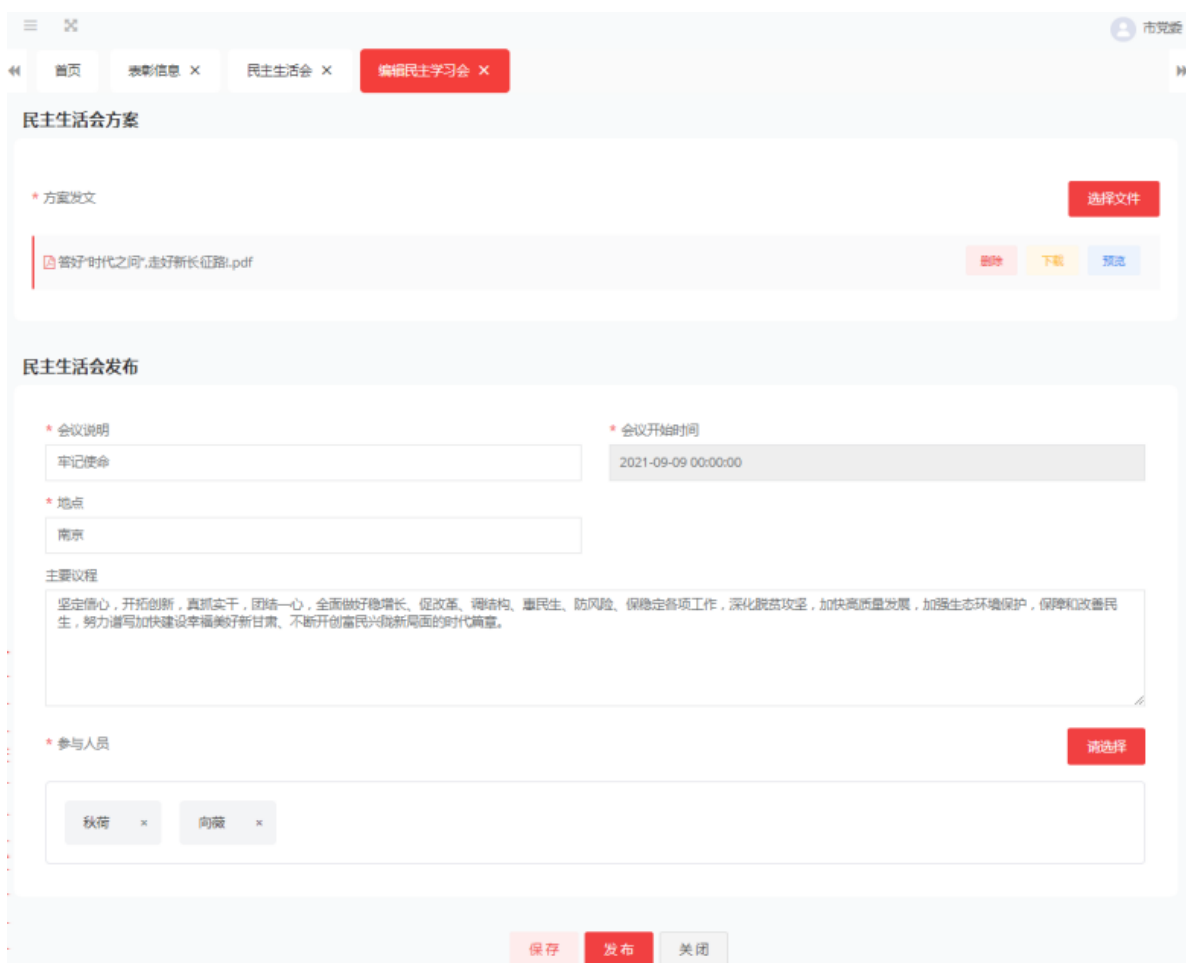 市党委
首页 表彰信息 × 民主生活会 × 编辑民主学习会 ×
民主生活会方案
* 方案发文 选择文件
答好“时代之问”,走好新长征路!.pdf 删除 下载 预览
民主生活会发布
* 会议说明 * 会议开始时间
牢记使命 2021-09-09 00:00:00
* 地点
南京
主要议程
坚定信心，开拓创新，真抓实干，团结一心，全面做好稳增长、促改革、调结构、重民生、防风险、保稳定各项工作，深化脱贫攻坚，加快高质量发展，加强生态环境保护，保障和改善民
生，努力谱写加快建设幸福美好新甘肃、不断开创富民兴陇新局面的时代篇章。
* 参与人员 请选择
秋荷 × 向薇 ×
保存 发布 关闭